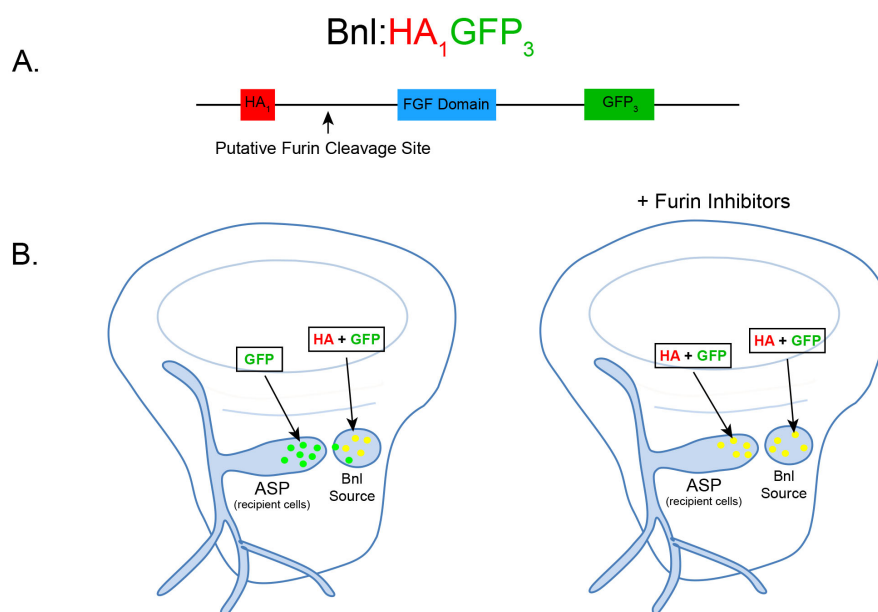 Bnl:HA1GFP3
A.
HA1
FGF Domain
GFP3
Putative Furin Cleavage Site
+ Furin Inhibitors
B.
HA + GFP
GFP
ASP
(recipient cells)
Bnl
Source
HA + GFP
HA + GFP
ASP
(recipient cells)
Bnl
Source